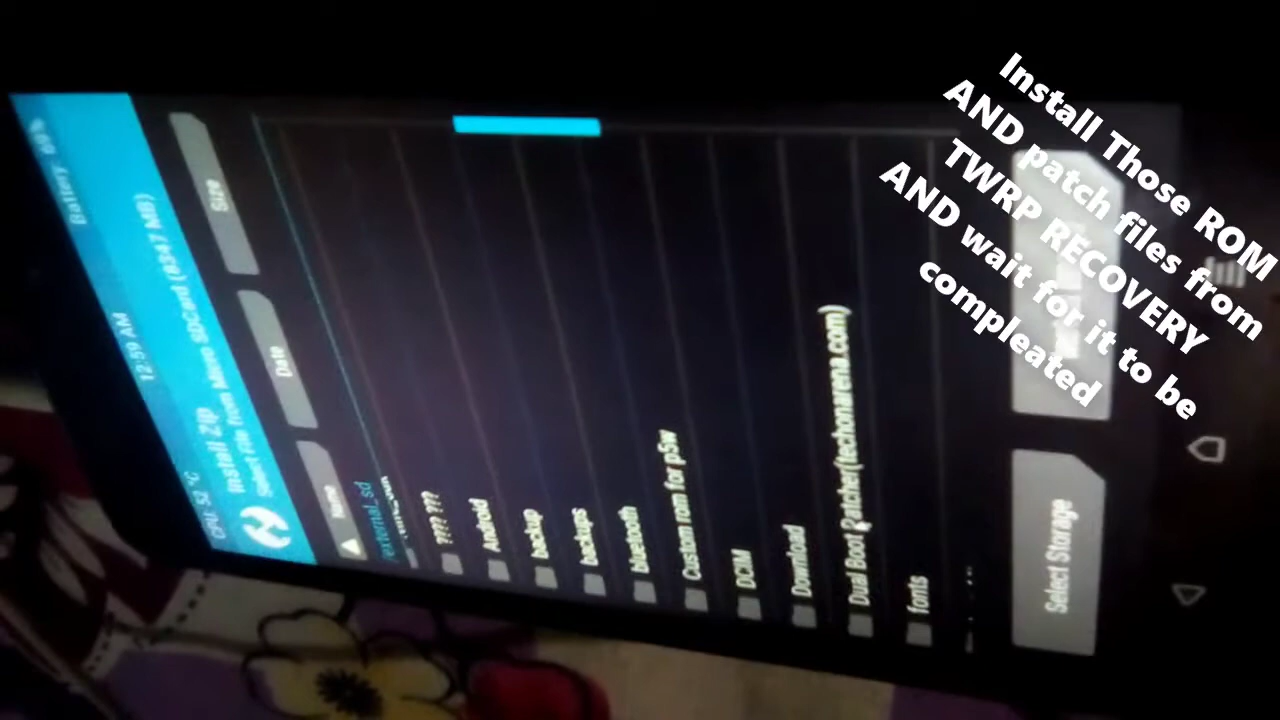 Install Those ROM
AND patch files from
TWRP RECOVERY
AND wait for it to be
compleated
Battery
12:59 AM
CPU: 52 °C
Install Zip
Select File from Micro SDCard (8347 MB)
Name
Date
Size
/external_sd
???? ???
Android
backup
backups
bluetooth
Custom rom for p5w
DCIM
Download
Dual Boot Patcher(techonarena.com)
fonts
Select Storage